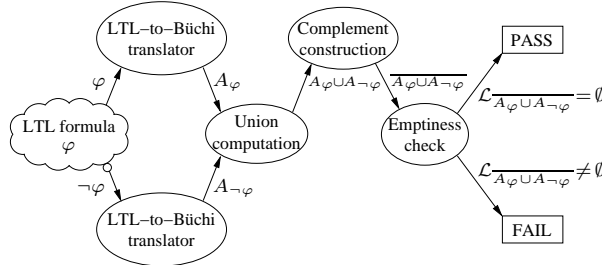 LTL–to–Büchi
translator
Complement
construction
PASS
φ
A_φ
A_φ∪A_¬φ
\overline{A_φ∪A_¬φ}
ℒ_{\overline{A_φ∪A_¬φ}} = ∅
LTL formula
φ
Union
computation
Emptiness
check
¬φ
A_¬φ
ℒ_{\overline{A_φ∪A_¬φ}} ≠ ∅
LTL–to–Büchi
translator
FAIL